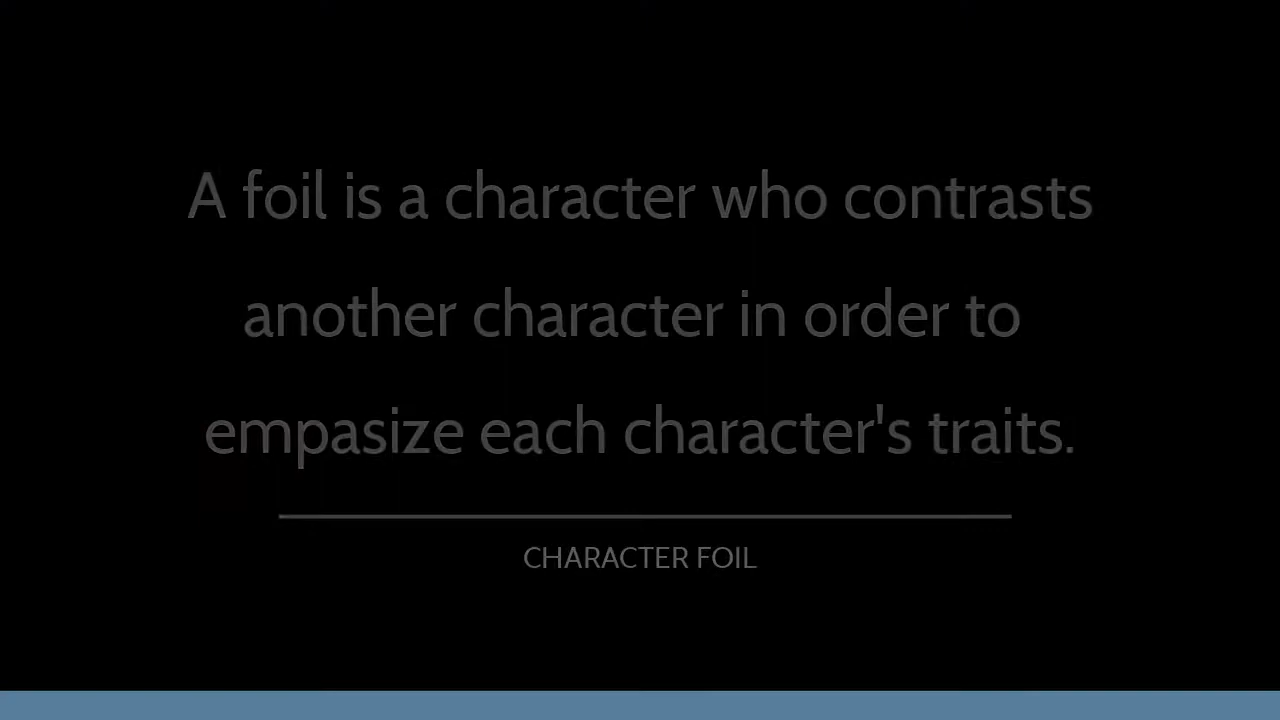 A foil is a character who contrasts
another character in order to
empasize each character's traits.
CHARACTER FOIL